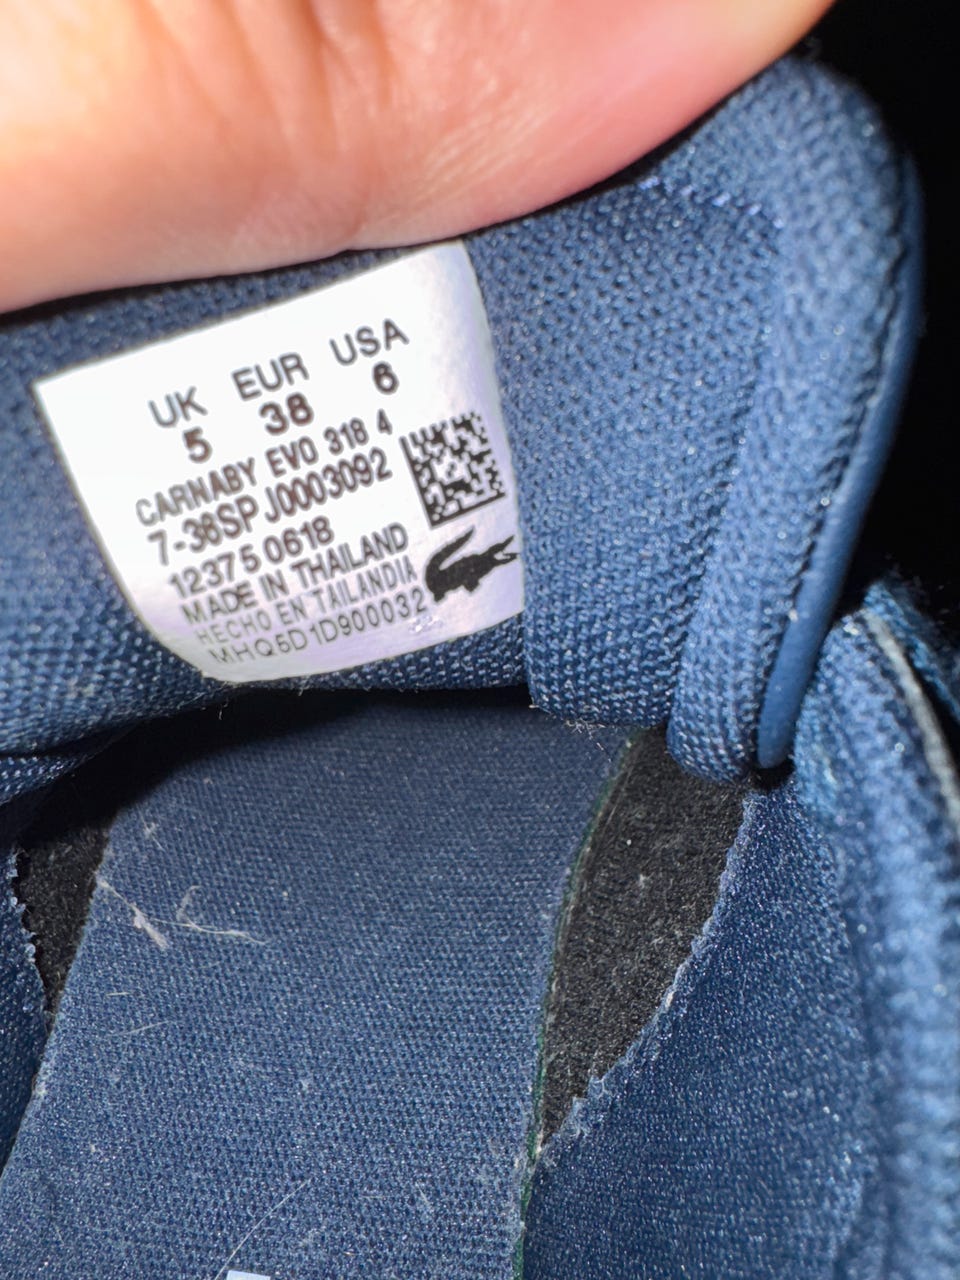 UK EUR USA
5 38 6
CARNABY EVO 318 4
7-36SPJ0003092
12375 0618
MADE IN THAILAND
HECHO EN TAILANDIA
MHQ5D1D900032